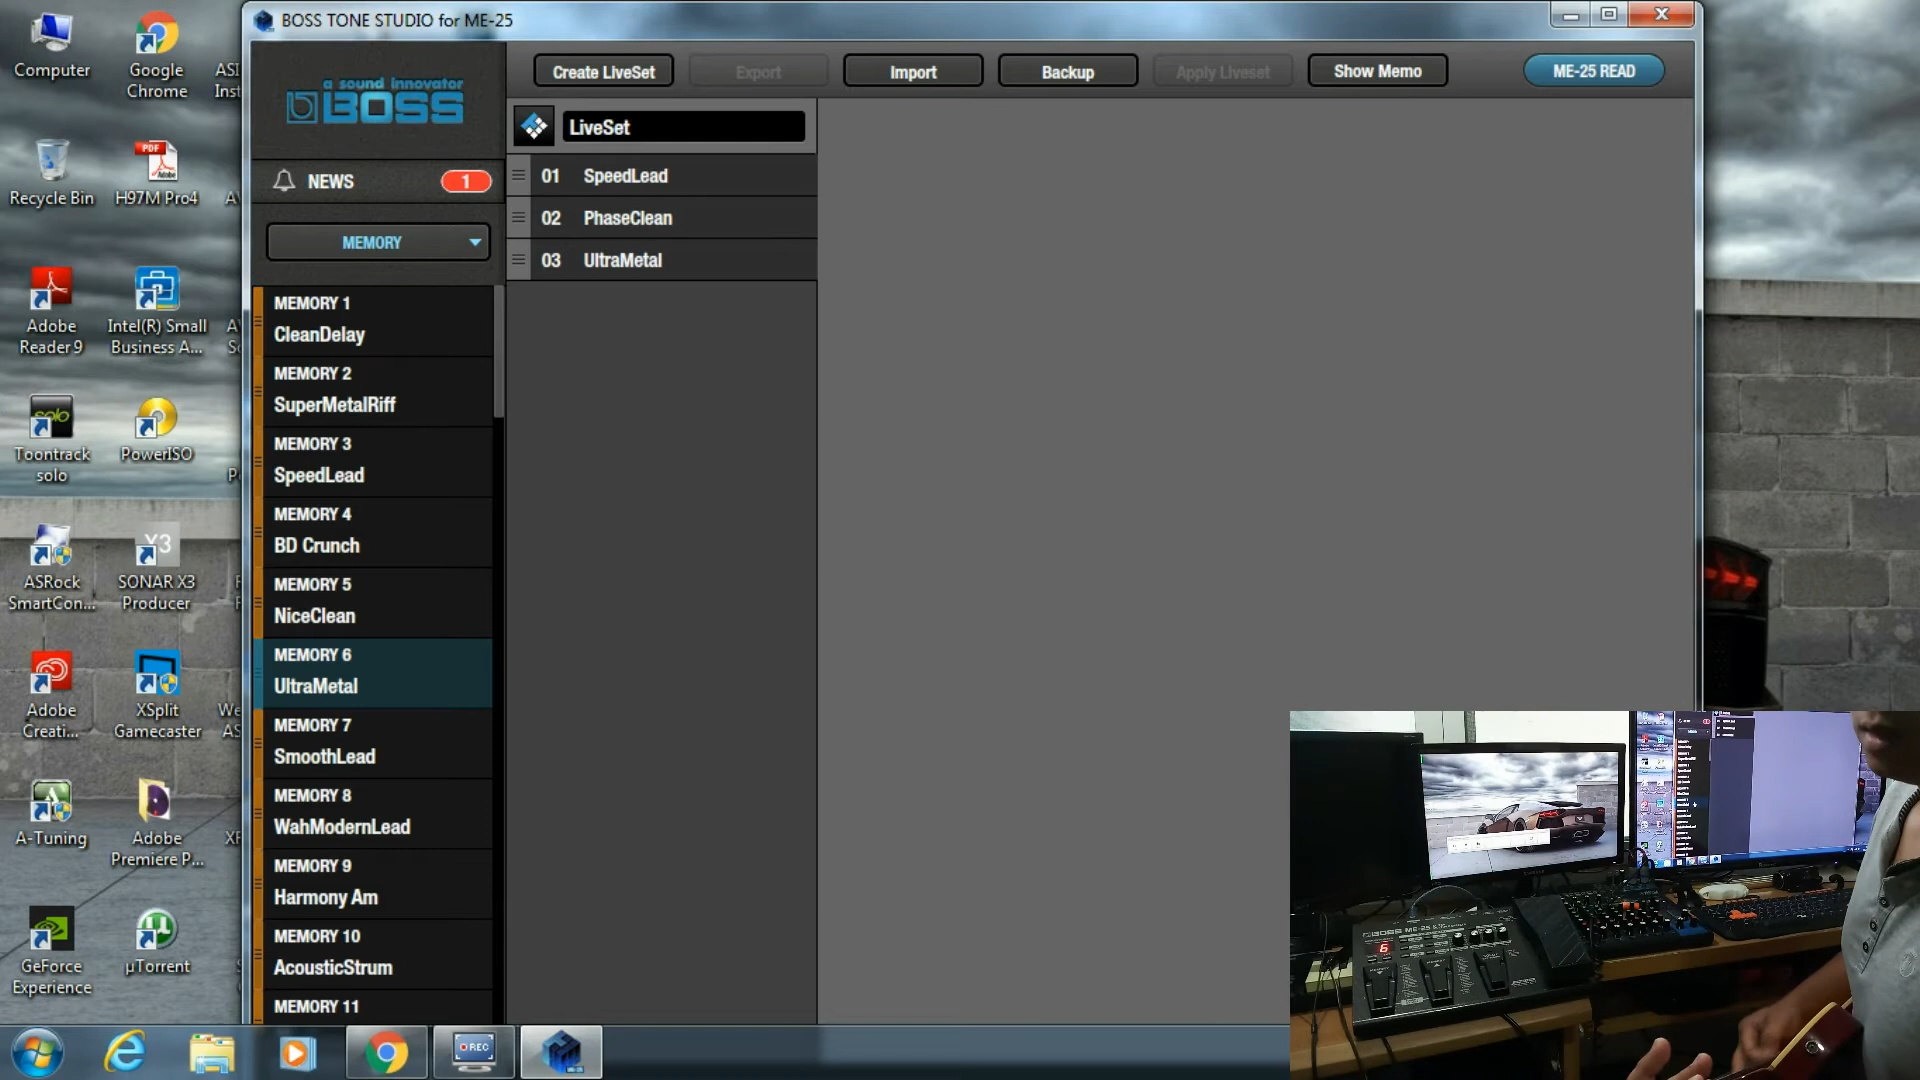 BOSS TONE STUDIO for ME-25
Computer
Google
Chrome
Recycle Bin
H97M Pro4
Adobe
Reader 9
Intel(R) Small
Business A...
Toontrack
solo
PowerISO
ASRock
SmartCon...
SONAR X3
Producer
Adobe
Creati...
XSplit
Gamecaster
A-Tuning
Adobe
Premiere P...
GeForce
Experience
µTorrent
a sound innovator
BOSS
NEWS
1
MEMORY
MEMORY 1
CleanDelay
MEMORY 2
SuperMetalRiff
MEMORY 3
SpeedLead
MEMORY 4
BD Crunch
MEMORY 5
NiceClean
MEMORY 6
UltraMetal
MEMORY 7
SmoothLead
MEMORY 8
WahModernLead
MEMORY 9
Harmony Am
MEMORY 10
AcousticStrum
MEMORY 11
Create LiveSet
Export
Import
Backup
Apply Liveset
Show Memo
ME-25 READ
LiveSet
01 SpeedLead
02 PhaseClean
03 UltraMetal
REC
BOSS ME-25
6